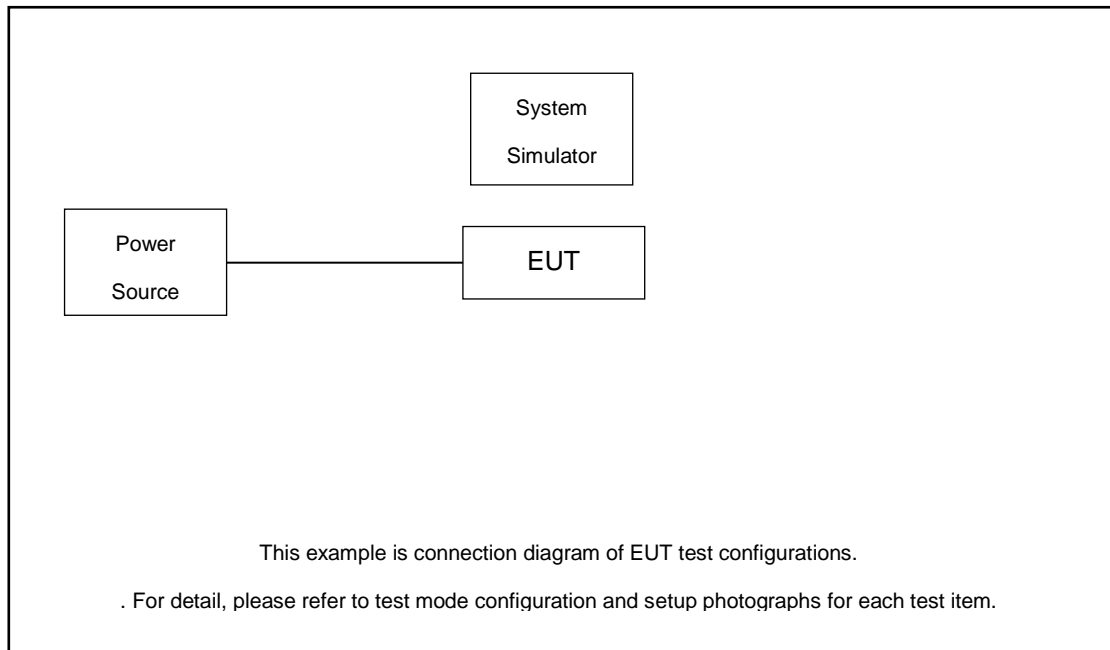 System
Simulator
Power
Source
EUT
This example is connection diagram of EUT test configurations.
. For detail, please refer to test mode configuration and setup photographs for each test item.